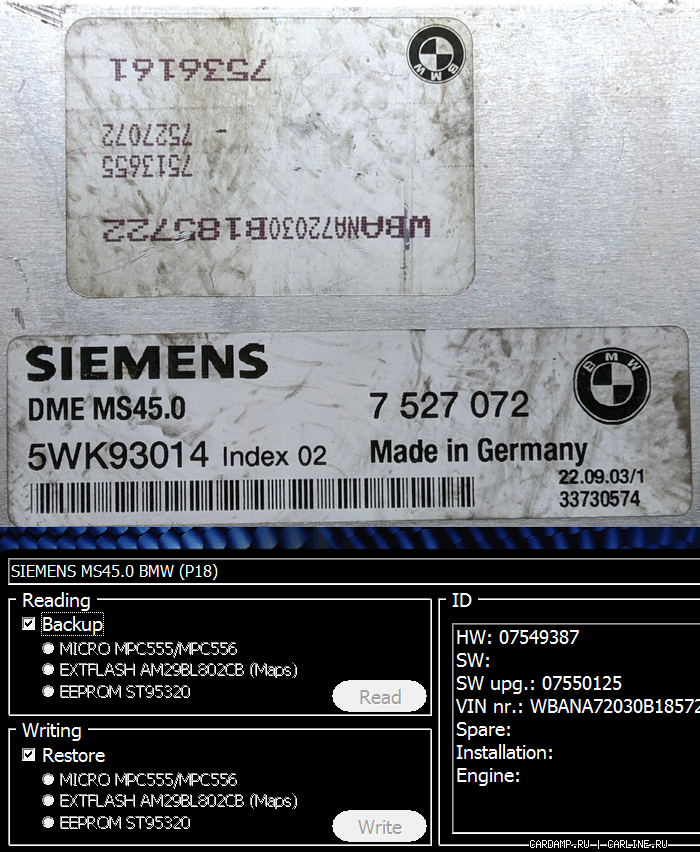 BMW
7536161
7527072 -
7513655
WBANA72030B185722
SIEMENS
BMW
DME MS45.0
7 527 072
5WK93014 Index 02
Made in Germany
22.09.03/1
33730574
SIEMENS MS45.0 BMW (P18)
Reading
Backup
MICRO MPC555/MPC556
EXTFLASH AM29BL802CB (Maps)
EEPROM ST95320
Read
Writing
Restore
MICRO MPC555/MPC556
EXTFLASH AM29BL802CB (Maps)
EEPROM ST95320
Write
ID
HW: 07549387
SW:
SW upg.: 07550125
VIN nr.: WBANA72030B18572
Spare:
Installation:
Engine:
CARDAMP.RU | CARLINE.RU